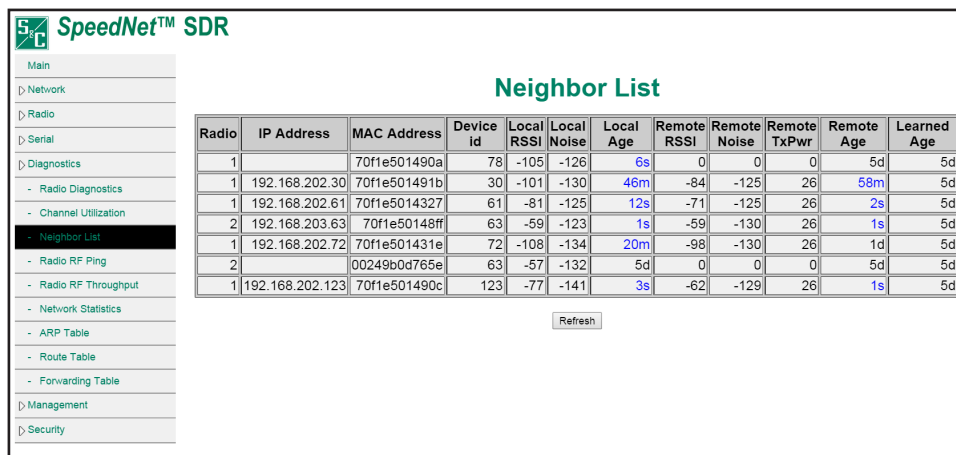 S&C SpeedNet™ SDR
Main
Network
Radio
Serial
Diagnostics
- Radio Diagnostics
- Channel Utilization
- Neighbor List
- Radio RF Ping
- Radio RF Throughput
- Network Statistics
- ARP Table
- Route Table
- Forwarding Table
Management
Security
Neighbor List
Radio IP Address MAC Address Device id Local RSSI Local Noise Local Age Remote RSSI Remote Noise Remote TxPwr Remote Age Learned Age
1 70f1e501490a 78 -105 -126 6s 0 0 0 5d 5d
1 192.168.202.30 70f1e501491b 30 -101 -130 46m -84 -125 26 58m 5d
1 192.168.202.61 70f1e5014327 61 -81 -125 12s -71 -125 26 2s 5d
2 192.168.203.63 70f1e50148ff 63 -59 -123 1s -59 -130 26 1s 5d
1 192.168.202.72 70f1e501431e 72 -108 -134 20m -98 -130 26 1d 5d
2 00249b0d765e 63 -57 -132 5d 0 0 0 5d 5d
1 192.168.202.123 70f1e501490c 123 -77 -141 3s -62 -129 26 1s 5d
Refresh